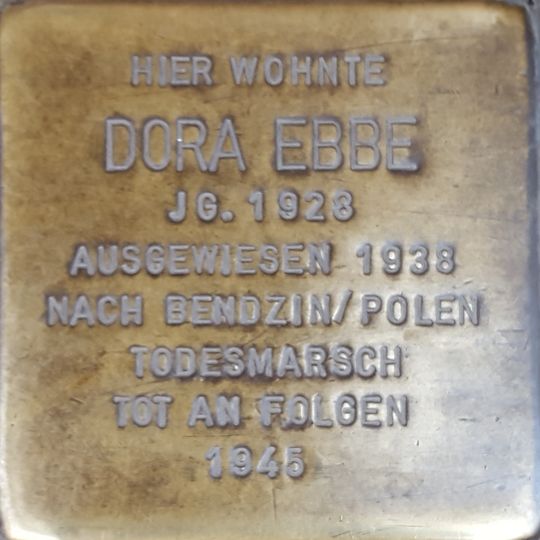 HIER WOHNTE
DORA EBBE
JG. 1928
AUSGEWIESEN 1938
NACH BENDZIN/POLEN
TODESMARSCH
TOT AN FOLGEN
1945